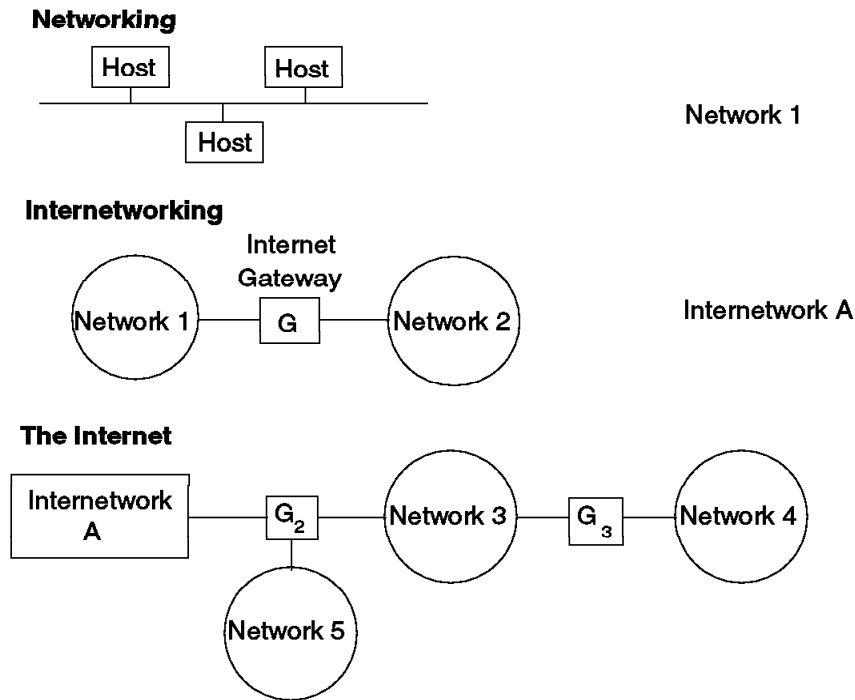 Networking
Host
Host
Host
Network 1
Internetworking
Internet
Gateway
Network 1
G
Network 2
Internetwork A
The Internet
Internetwork
A
G2
Network 3
G3
Network 4
Network 5